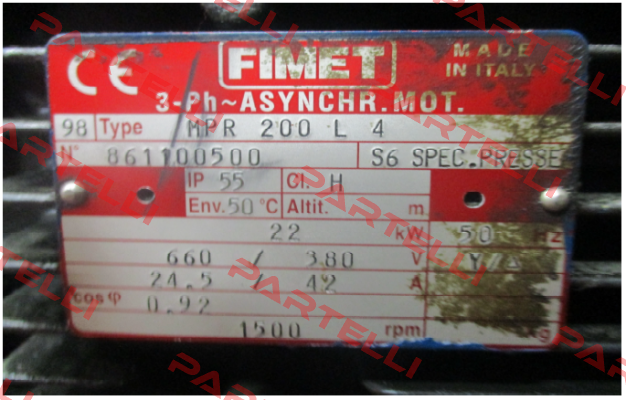 CE FIMET MADE IN ITALY
3-Ph~ASYNCHR.MOT.
98 Type MPR 200 L 4
N° 861100500 S6 SPEC.PRESSE
IP 55 Cl. H
Env. 50 °C Altit. m
22 kW 50 Hz
660 / 380 V Y/Δ
24.5 / 42 A
cosφ 0.92
1500 rpm kg
PARTELLI